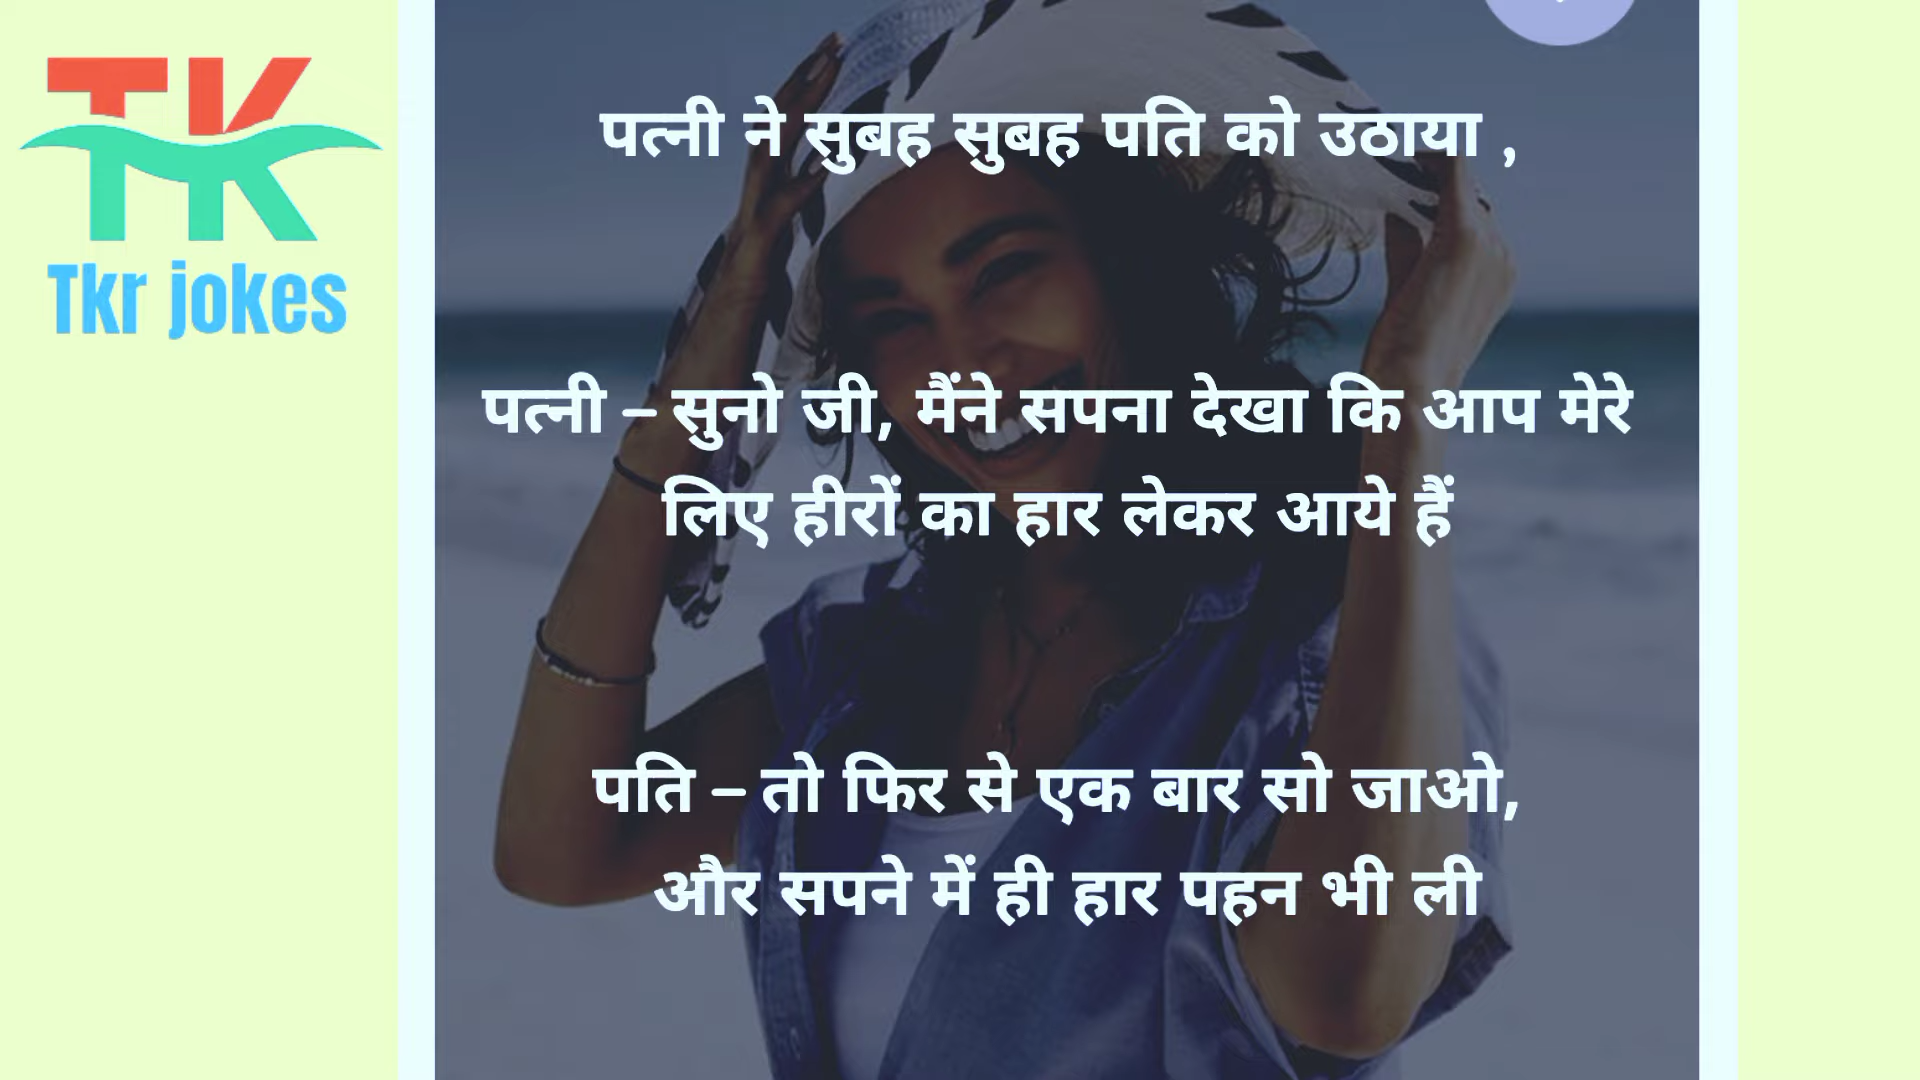 TK
Tkr jokes
पत्नी ने सुबह सुबह पति को उठाया ,
पत्नी – सुनो जी, मैंने सपना देखा कि आप मेरे
लिए हीरों का हार लेकर आये हैं
पति – तो फिर से एक बार सो जाओ,
और सपने में ही हार पहन भी ली